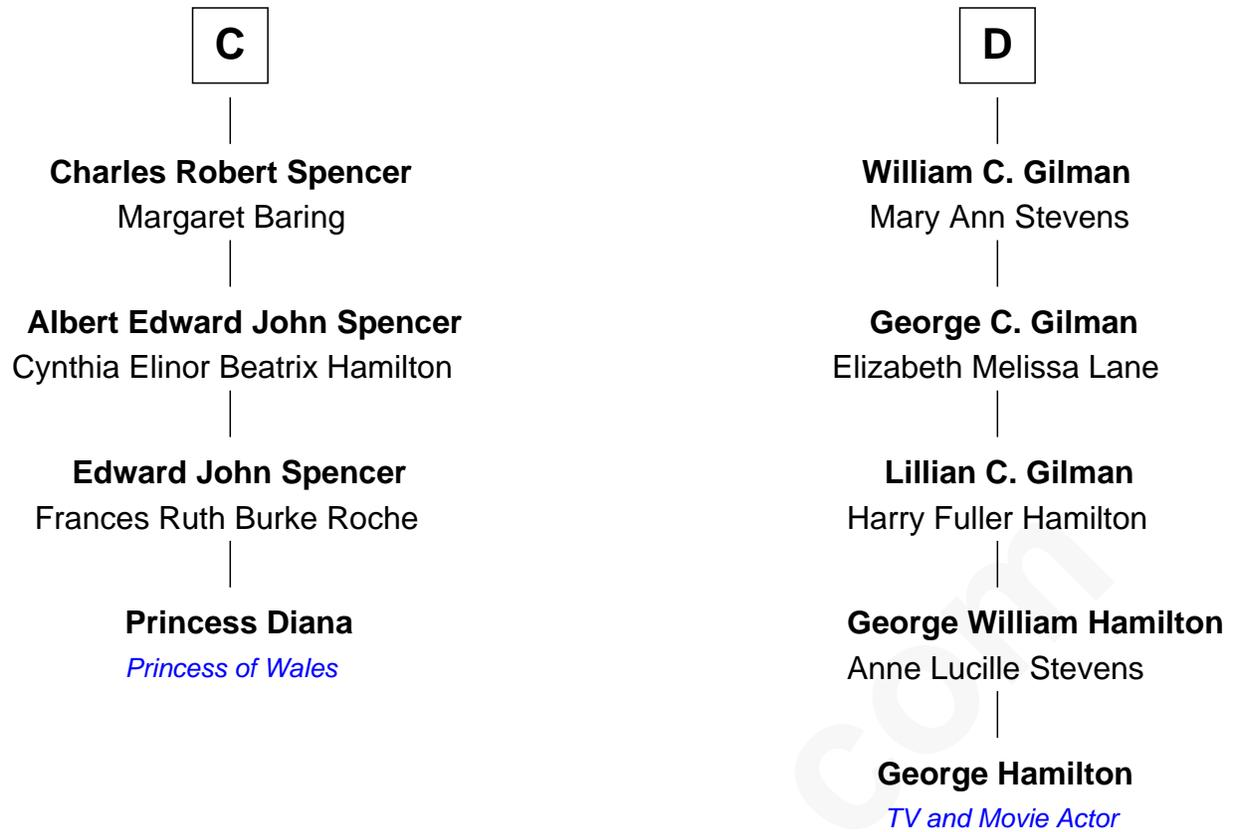 C
Charles Robert Spencer
Margaret Baring
Albert Edward John Spencer
Cynthia Elinor Beatrix Hamilton
Edward John Spencer
Frances Ruth Burke Roche
Princess Diana
Princess of Wales
D
William C. Gilman
Mary Ann Stevens
George C. Gilman
Elizabeth Melissa Lane
Lillian C. Gilman
Harry Fuller Hamilton
George William Hamilton
Anne Lucille Stevens
George Hamilton
TV and Movie Actor
com